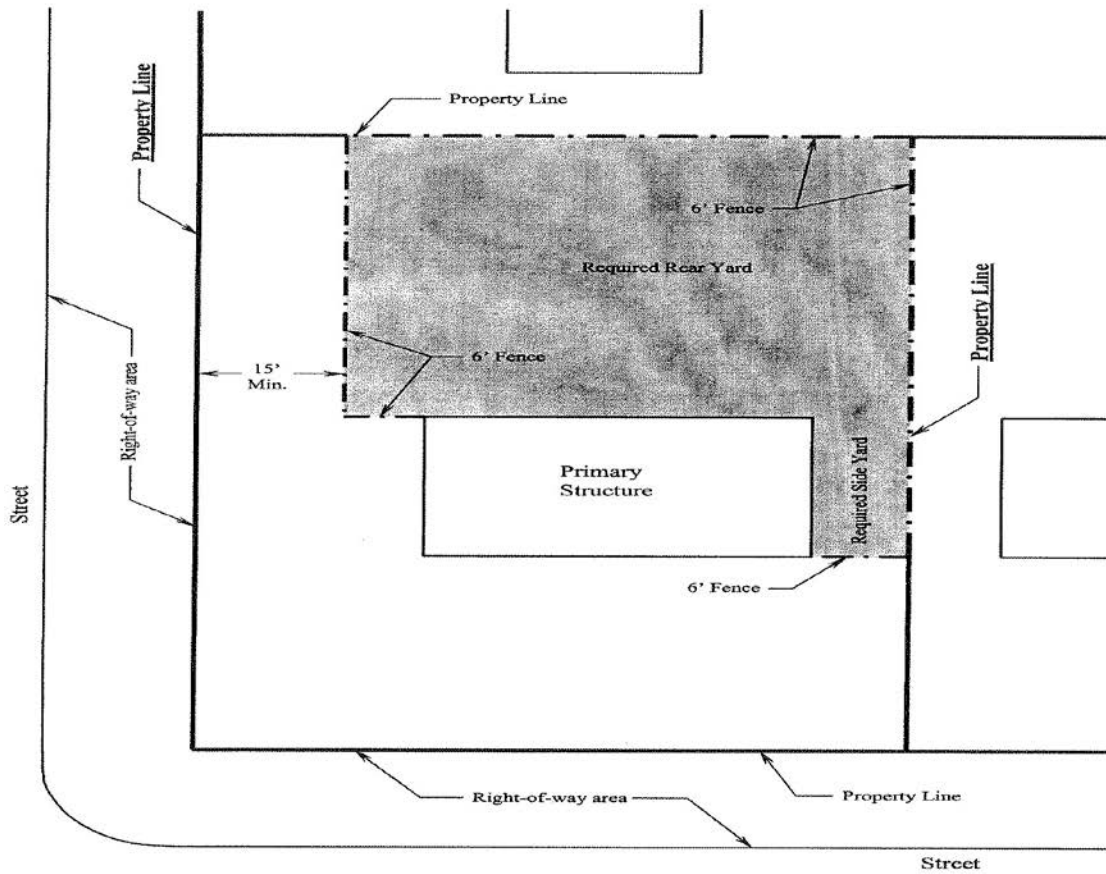 Property Line
Property Line
6' Fence
Required Rear Yard
Property Line
6' Fence
15'
Min.
Right-of-way area
Primary
Structure
Required Side Yard
Street
6' Fence
Right-of-way area
Property Line
Street